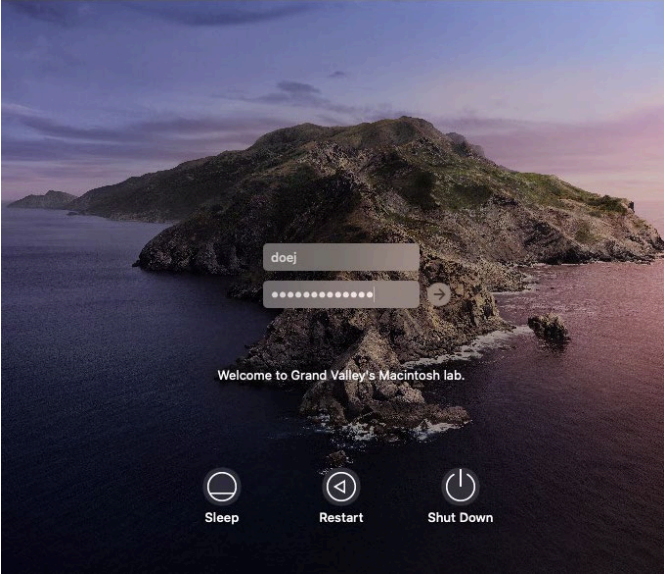 doej
•••••••••••••
Welcome to Grand Valley's Macintosh lab.
Sleep
Restart
Shut Down